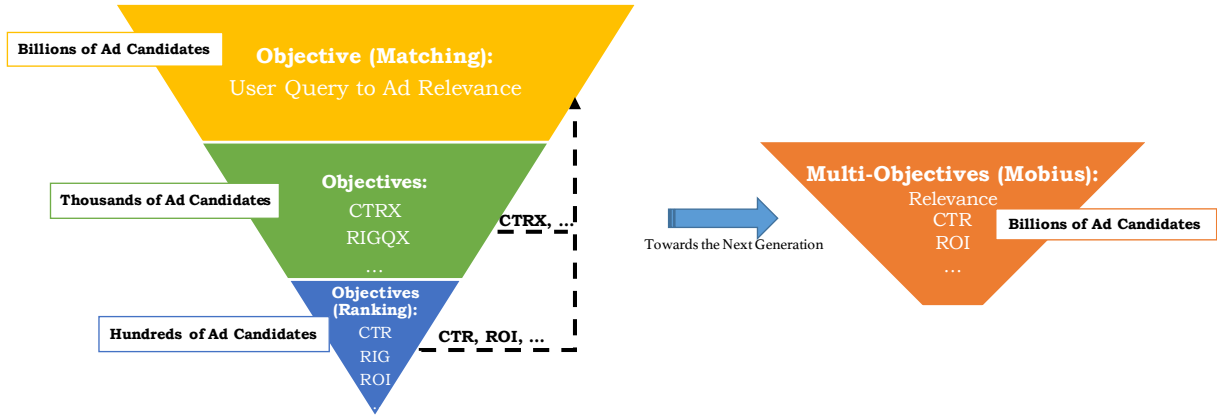 Billions of Ad Candidates
Objective (Matching):
User Query to Ad Relevance
Thousands of Ad Candidates
Objectives:
CTRX
RIGQX
...
CTRX, ...
Hundreds of Ad Candidates
Objectives
(Ranking):
CTR
RIG
ROI
.
CTR, ROI, ...
Towards the Next Generation
Multi-Objectives (Mobius):
Relevance
CTR
ROI
...
Billions of Ad Candidates